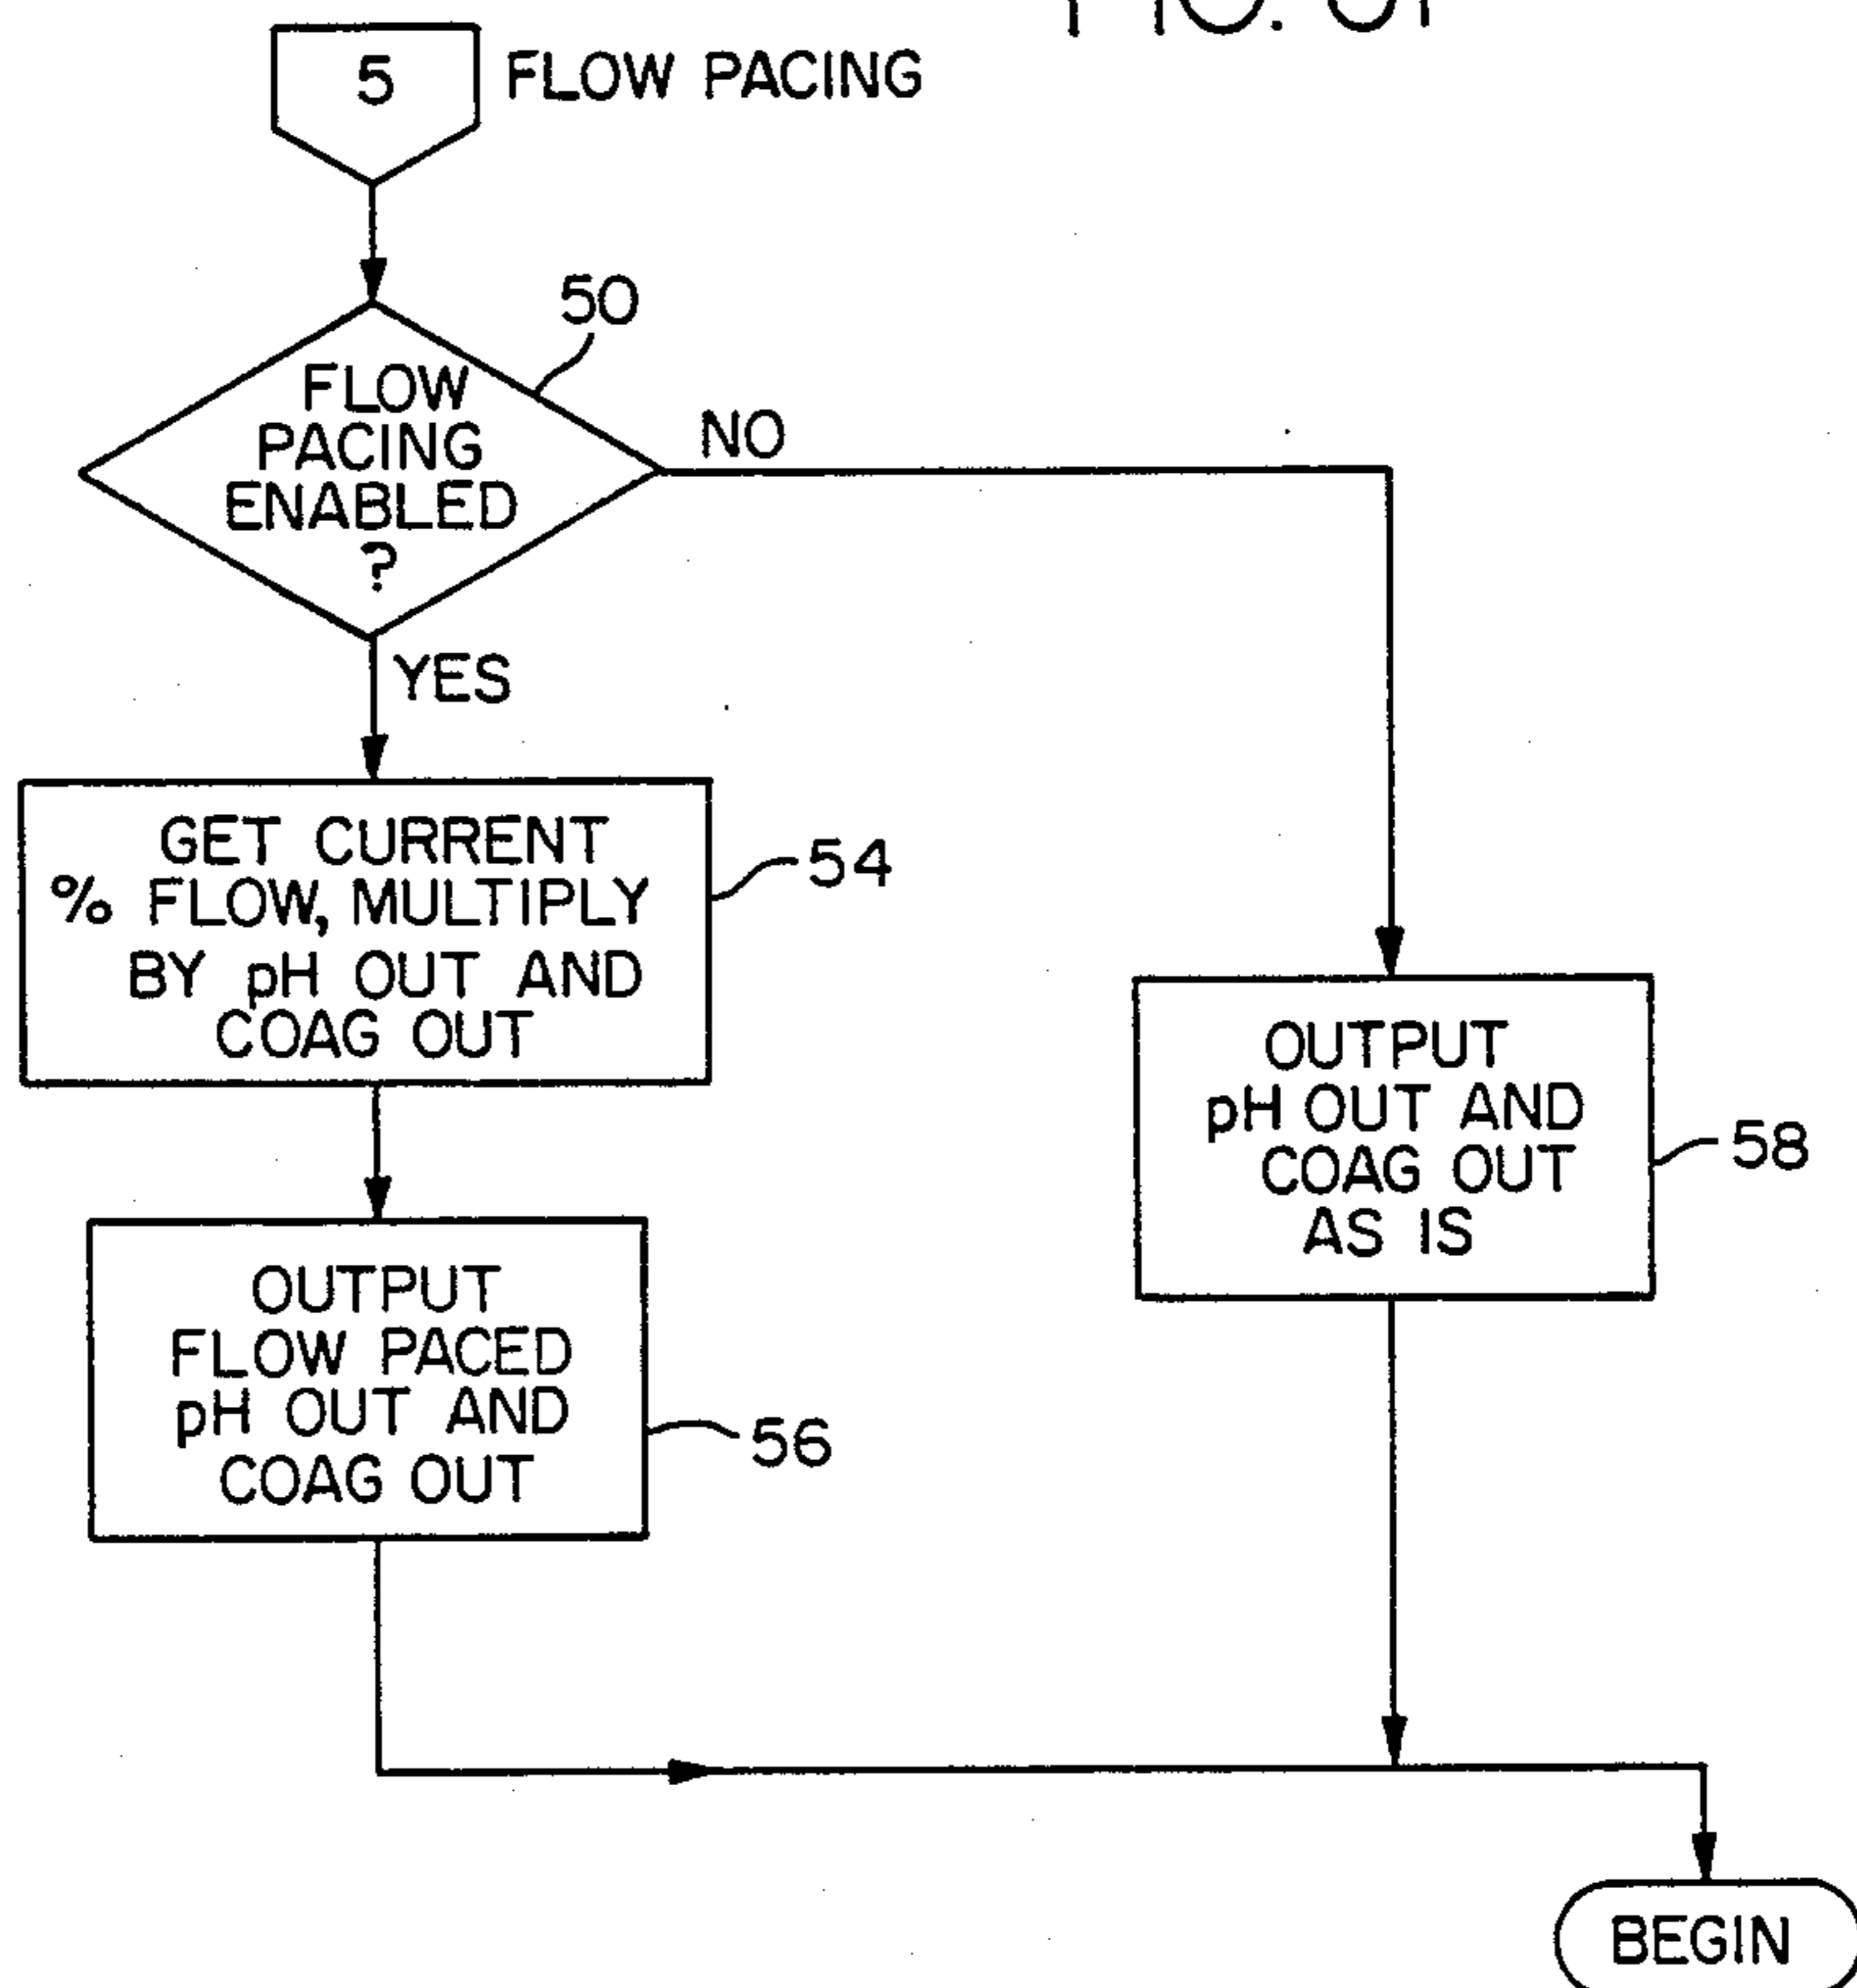 5 FLOW PACING
50
FLOW
PACING
ENABLED
?
NO
YES
GET CURRENT
% FLOW, MULTIPLY
BY pH OUT AND
COAG OUT
54
OUTPUT
pH OUT AND
COAG OUT
AS IS
58
OUTPUT
FLOW PACED
pH OUT AND
COAG OUT
56
BEGIN